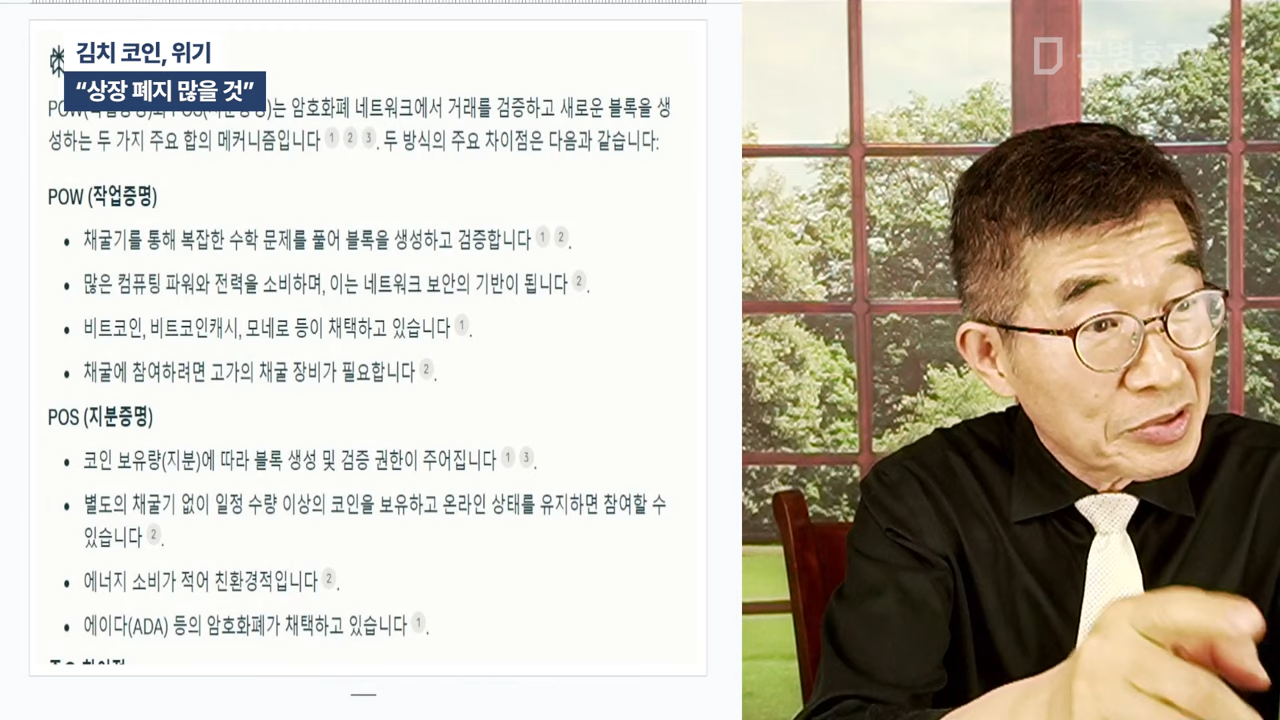 김치 코인, 위기
“상장 폐지 많을 것”
는 암호화폐 네트워크에서 거래를 검증하고 새로운 블록을 생
성하는 두 가지 주요 합의 메커니즘입니다 1 2 3. 두 방식의 주요 차이점은 다음과 같습니다:
POW (작업증명)
• 채굴기를 통해 복잡한 수학 문제를 풀어 블록을 생성하고 검증합니다 1 2.
• 많은 컴퓨팅 파워와 전력을 소비하며, 이는 네트워크 보안의 기반이 됩니다 2.
• 비트코인, 비트코인캐시, 모네로 등이 채택하고 있습니다 1.
• 채굴에 참여하려면 고가의 채굴 장비가 필요합니다 2.
POS (지분증명)
• 코인 보유량(지분)에 따라 블록 생성 및 검증 권한이 주어집니다 1 3.
• 별도의 채굴기 없이 일정 수량 이상의 코인을 보유하고 온라인 상태를 유지하면 참여할 수
있습니다 2.
• 에너지 소비가 적어 친환경적입니다 2.
• 에이다(ADA) 등의 암호화폐가 채택하고 있습니다 1.